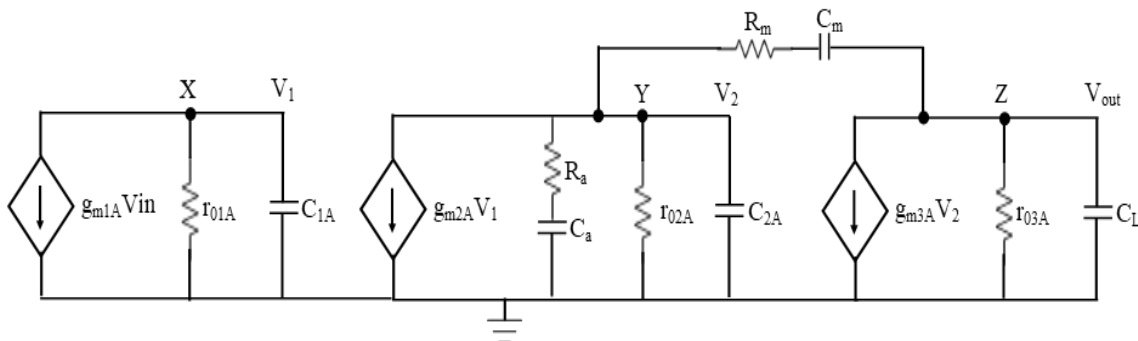 Rm Cm
X V1 Y V2 Z Vout
gm1AVin r01A C1A gm2AV1 Ra Ca r02A C2A gm3AV2 r03A CL